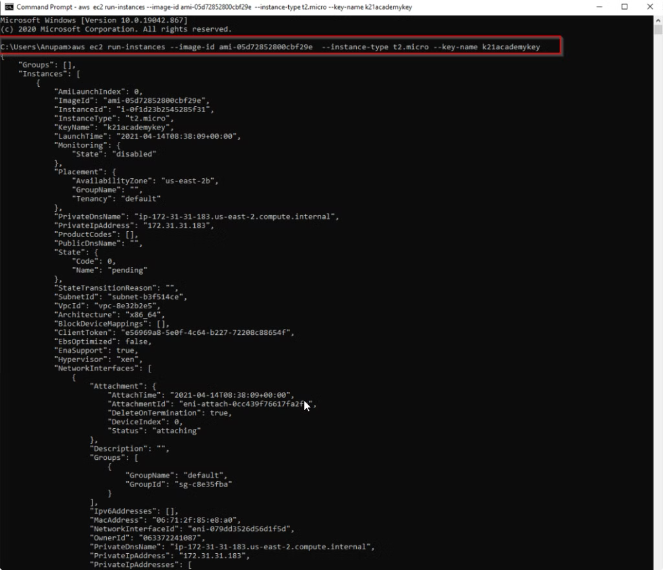 Command Prompt - aws ec2 run-instances --image-id ami-05d72852800cbf29e --instance-type t2.micro --key-name k21academykey
Microsoft Windows [Version 10.0.19042.867]
(c) 2020 Microsoft Corporation. All rights reserved.
C:\Users\Anupam>aws ec2 run-instances --image-id ami-05d72852800cbf29e  --instance-type t2.micro --key-name k21academykey
{
    "Groups": [],
    "Instances": [
        {
            "AmiLaunchIndex": 0,
            "ImageId": "ami-05d72852800cbf29e",
            "InstanceId": "i-0f1d23b2545285f31",
            "InstanceType": "t2.micro",
            "KeyName": "k21academykey",
            "LaunchTime": "2021-04-14T08:38:09+00:00",
            "Monitoring": {
                "State": "disabled"
            },
            "Placement": {
                "AvailabilityZone": "us-east-2b",
                "GroupName": "",
                "Tenancy": "default"
            },
            "PrivateDnsName": "ip-172-31-31-183.us-east-2.compute.internal",
            "PrivateIpAddress": "172.31.31.183",
            "ProductCodes": [],
            "PublicDnsName": "",
            "State": {
                "Code": 0,
                "Name": "pending"
            },
            "StateTransitionReason": "",
            "SubnetId": "subnet-b3f514ce",
            "VpcId": "vpc-8e32b2e5",
            "Architecture": "x86_64",
            "BlockDeviceMappings": [],
            "ClientToken": "e56969a8-5e0f-4c64-b227-72208c88654f",
            "EbsOptimized": false,
            "EnaSupport": true,
            "Hypervisor": "xen",
            "NetworkInterfaces": [
                {
                    "Attachment": {
                        "AttachTime": "2021-04-14T08:38:09+00:00",
                        "AttachmentId":
                        "DeleteOnTermination": true,
                        "DeviceIndex": 0,
                        "Status": "attaching"
                    },
                    "Description": "",
                    "Groups": [
                        {
                            "GroupName": "default",
                            "GroupId": "sg-c8e35fba"
                        }
                    ],
                    "Ipv6Addresses": [],
                    "MacAddress": "06:71:2f:85:e8:a0",
                    "NetworkInterfaceId": "eni-079dd3526d56d1f5d",
                    "OwnerId": "063372241087",
                    "PrivateDnsName": "ip-172-31-31-183.us-east-2.compute.internal",
                    "PrivateIpAddress": "172.31.31.183",
                    "PrivateIpAddresses": [